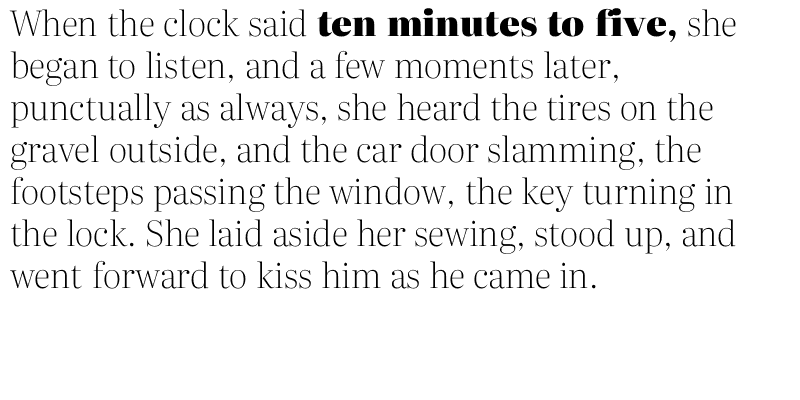 When the clock said ten minutes to five, she
began to listen, and a few moments later,
punctually as always, she heard the tires on the
gravel outside, and the car door slamming, the
footsteps passing the window, the key turning in
the lock. She laid aside her sewing, stood up, and
went forward to kiss him as he came in.